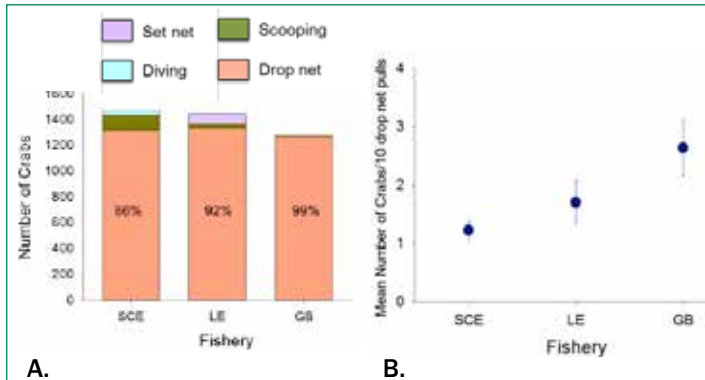 Set net
Scooping
Diving
Drop net
Number of Crabs
1600
1400
1200
1000
800
600
400
200
0
86%
92%
99%
SCE
LE
GB
Fishery
A.
Mean Number of Crabs/10 drop net pulls
4
3
2
1
0
SCE
LE
GB
Fishery
B.